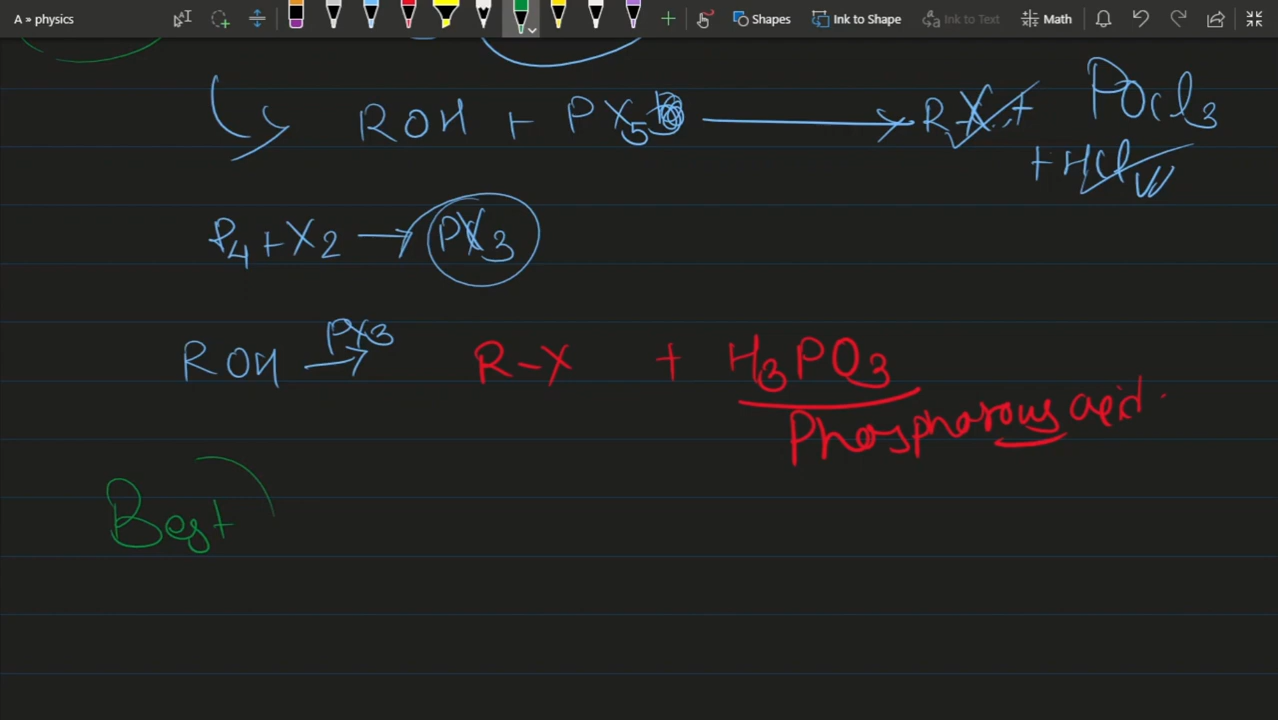 A » physics
Shapes
Ink to Shape
Ink to Text
Math
ROH + PX5 → R-X + POCl3
+ HCl
P4 + X2 → PX3
ROH PX3 → R-X + H3PO3
Phosphorous acid.
Best